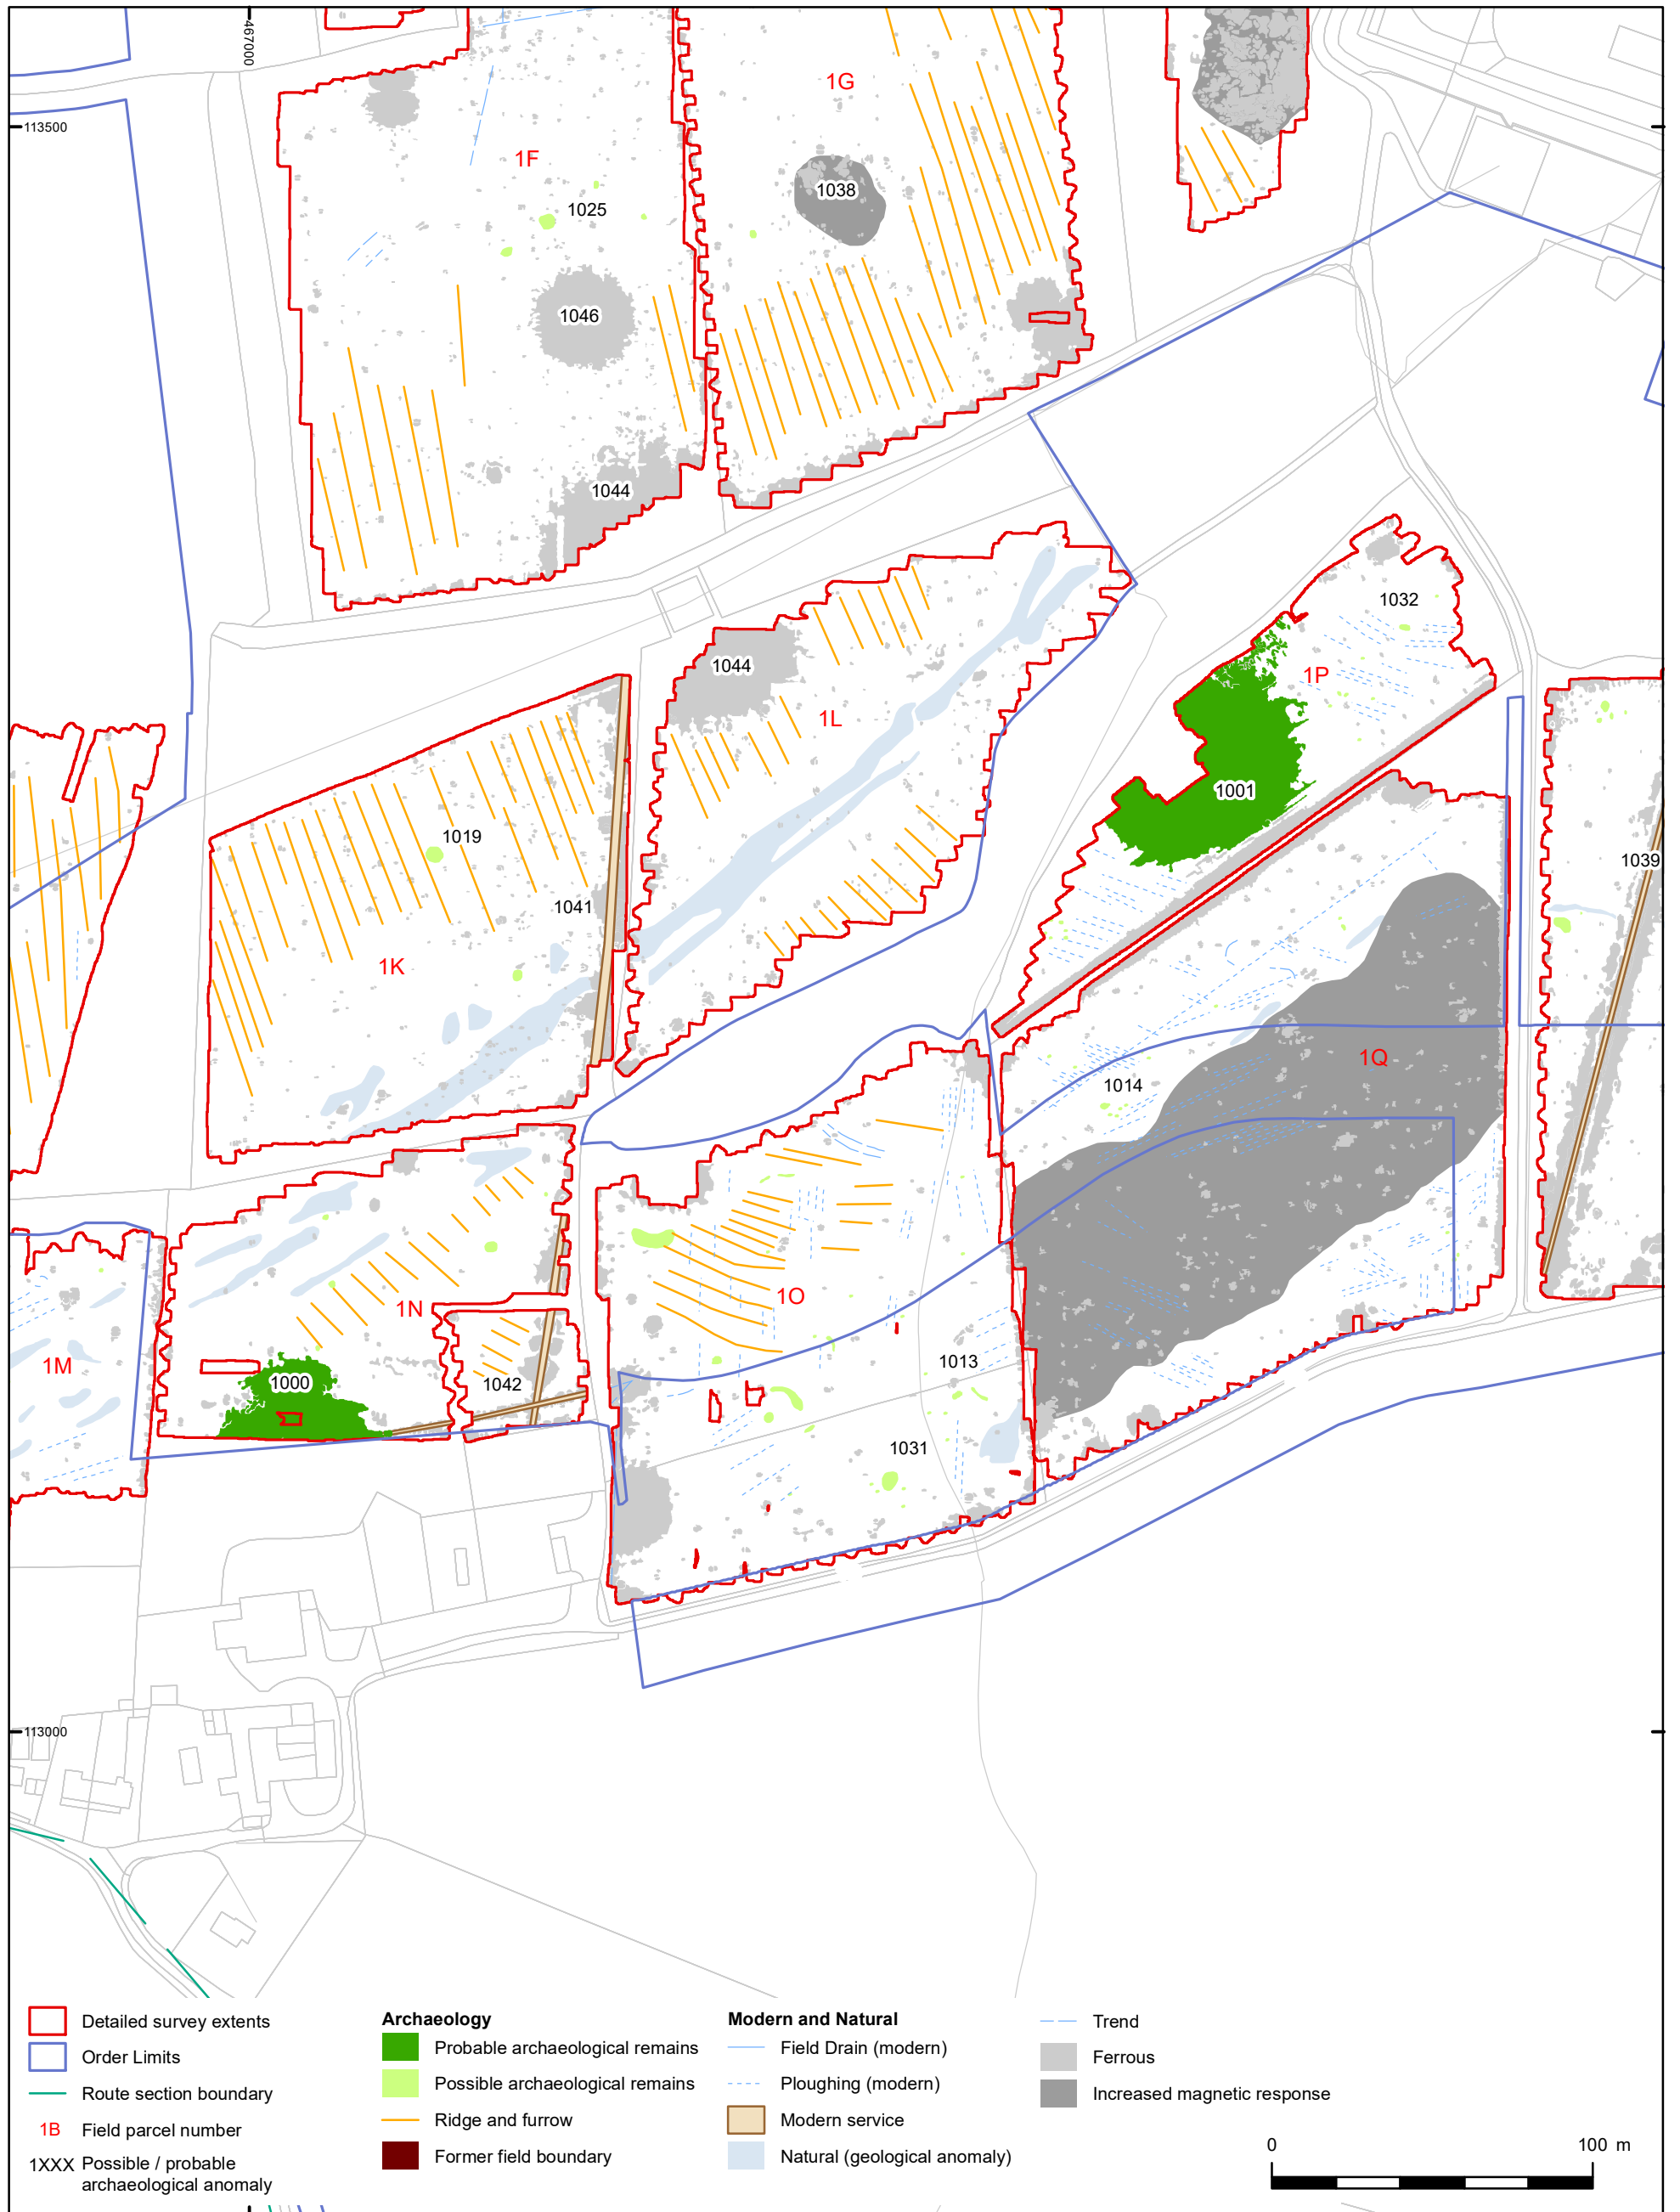 467000
1G
113500
1F
1038
1025
1046
1044
1032
1044
1P
1L
1001
1019
1039
1041
1K
1Q
1014
1O
1N
1013
1M
1000
1042
1031
113000
Detailed survey extents
Order Limits
Route section boundary
1B Field parcel number
1XXX Possible / probable
archaeological anomaly
Archaeology
Probable archaeological remains
Possible archaeological remains
Ridge and furrow
Former field boundary
Modern and Natural
Field Drain (modern)
Ploughing (modern)
Modern service
Natural (geological anomaly)
Trend
Ferrous
Increased magnetic response
0 100 m